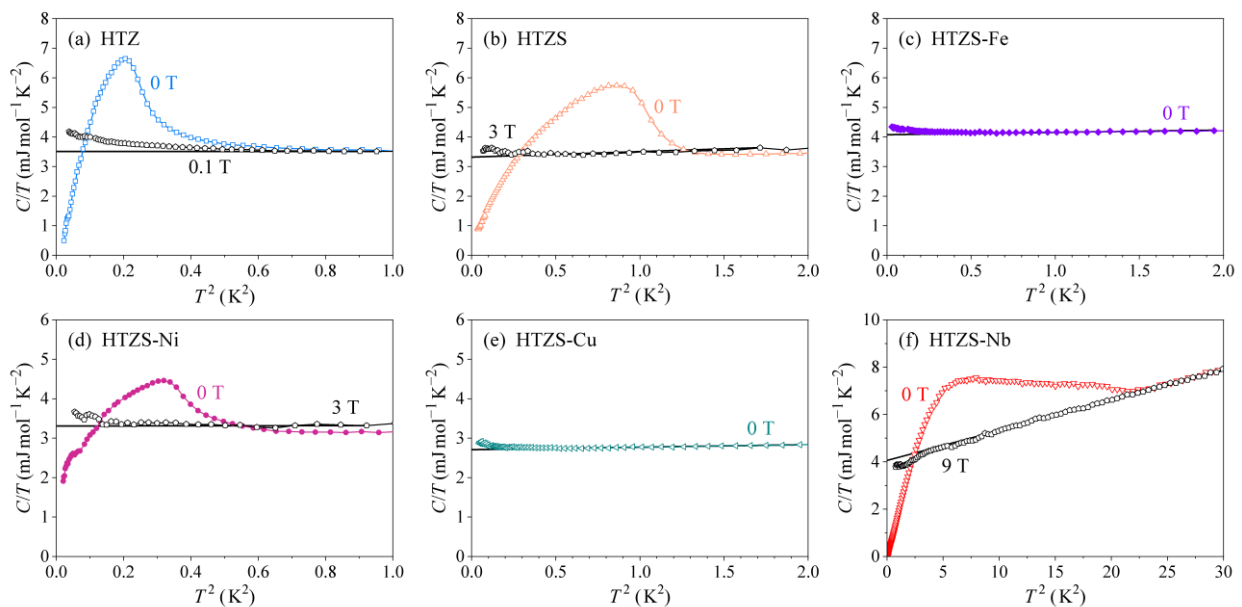 (a) HTZ
0 T
0.1 T
C/T (mJ mol⁻¹ K⁻²)
0 1 2 3 4 5 6 7 8
0.0 0.2 0.4 0.6 0.8 1.0
T² (K²)
(b) HTZS
0 T
3 T
C/T (mJ mol⁻¹ K⁻²)
0 1 2 3 4 5 6 7 8
0.0 0.5 1.0 1.5 2.0
T² (K²)
(c) HTZS-Fe
0 T
C/T (mJ mol⁻¹ K⁻²)
0 1 2 3 4 5 6 7 8
0.0 0.5 1.0 1.5 2.0
T² (K²)
(d) HTZS-Ni
0 T
3 T
C/T (mJ mol⁻¹ K⁻²)
0 1 2 3 4 5 6
0.0 0.2 0.4 0.6 0.8 1.0
T² (K²)
(e) HTZS-Cu
0 T
C/T (mJ mol⁻¹ K⁻²)
0 1 2 3 4 5 6
0.0 0.5 1.0 1.5 2.0
T² (K²)
(f) HTZS-Nb
0 T
9 T
C/T (mJ mol⁻¹ K⁻²)
0 2 4 6 8 10
0 5 10 15 20 25 30
T² (K²)